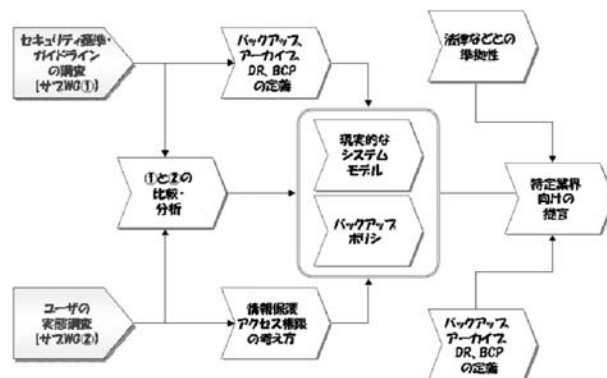 セキュリティ基準・
ガイドライン
の調査
[サブWG①]
バックアップ、
アーカイブ、
DR、BCP
の定義
法律などとの
準拠性
①と②の
比較・
分析
現実的な
システム
モデル
バックアップ
ポリシ
特定業界
向けの
提言
ユーザの
実態調査
[サブWG②]
情報保護
アクセス権限
の考え方
バックアップ、
アーカイブ、
DR、BCP
の定義